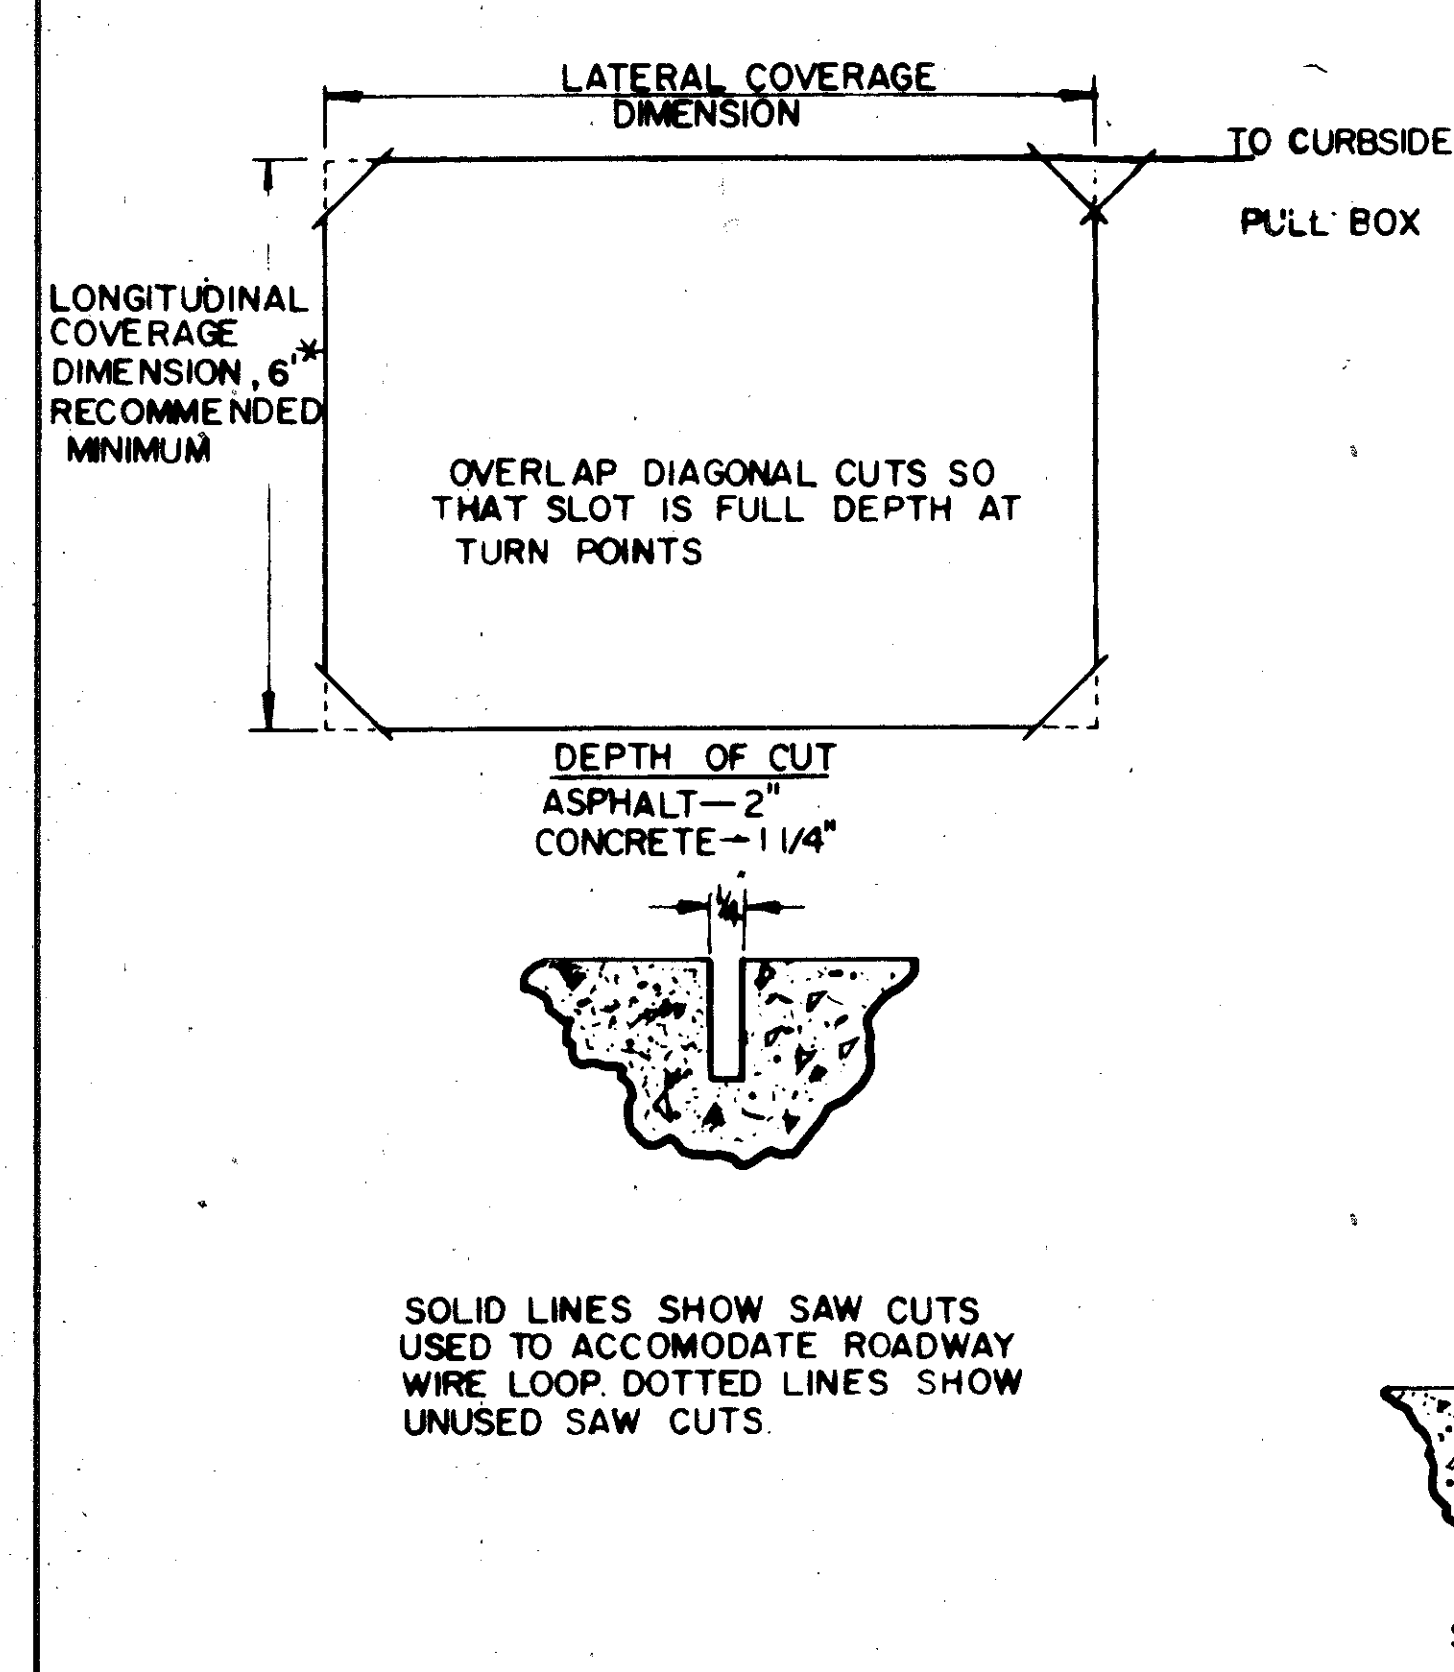 LATERAL COVERAGE
DIMENSION
TO CURBSIDE
PULL BOX
LONGITUDINAL
COVERAGE
DIMENSION, 6'*
RECOMMENDED
MINIMUM
OVERLAP DIAGONAL CUTS SO
THAT SLOT IS FULL DEPTH AT
TURN POINTS
DEPTH OF CUT
ASPHALT—2"
CONCRETE—1 1/4"
1/4"
SOLID LINES SHOW SAW CUTS
USED TO ACCOMODATE ROADWAY
WIRE LOOP. DOTTED LINES SHOW
UNUSED SAW CUTS.